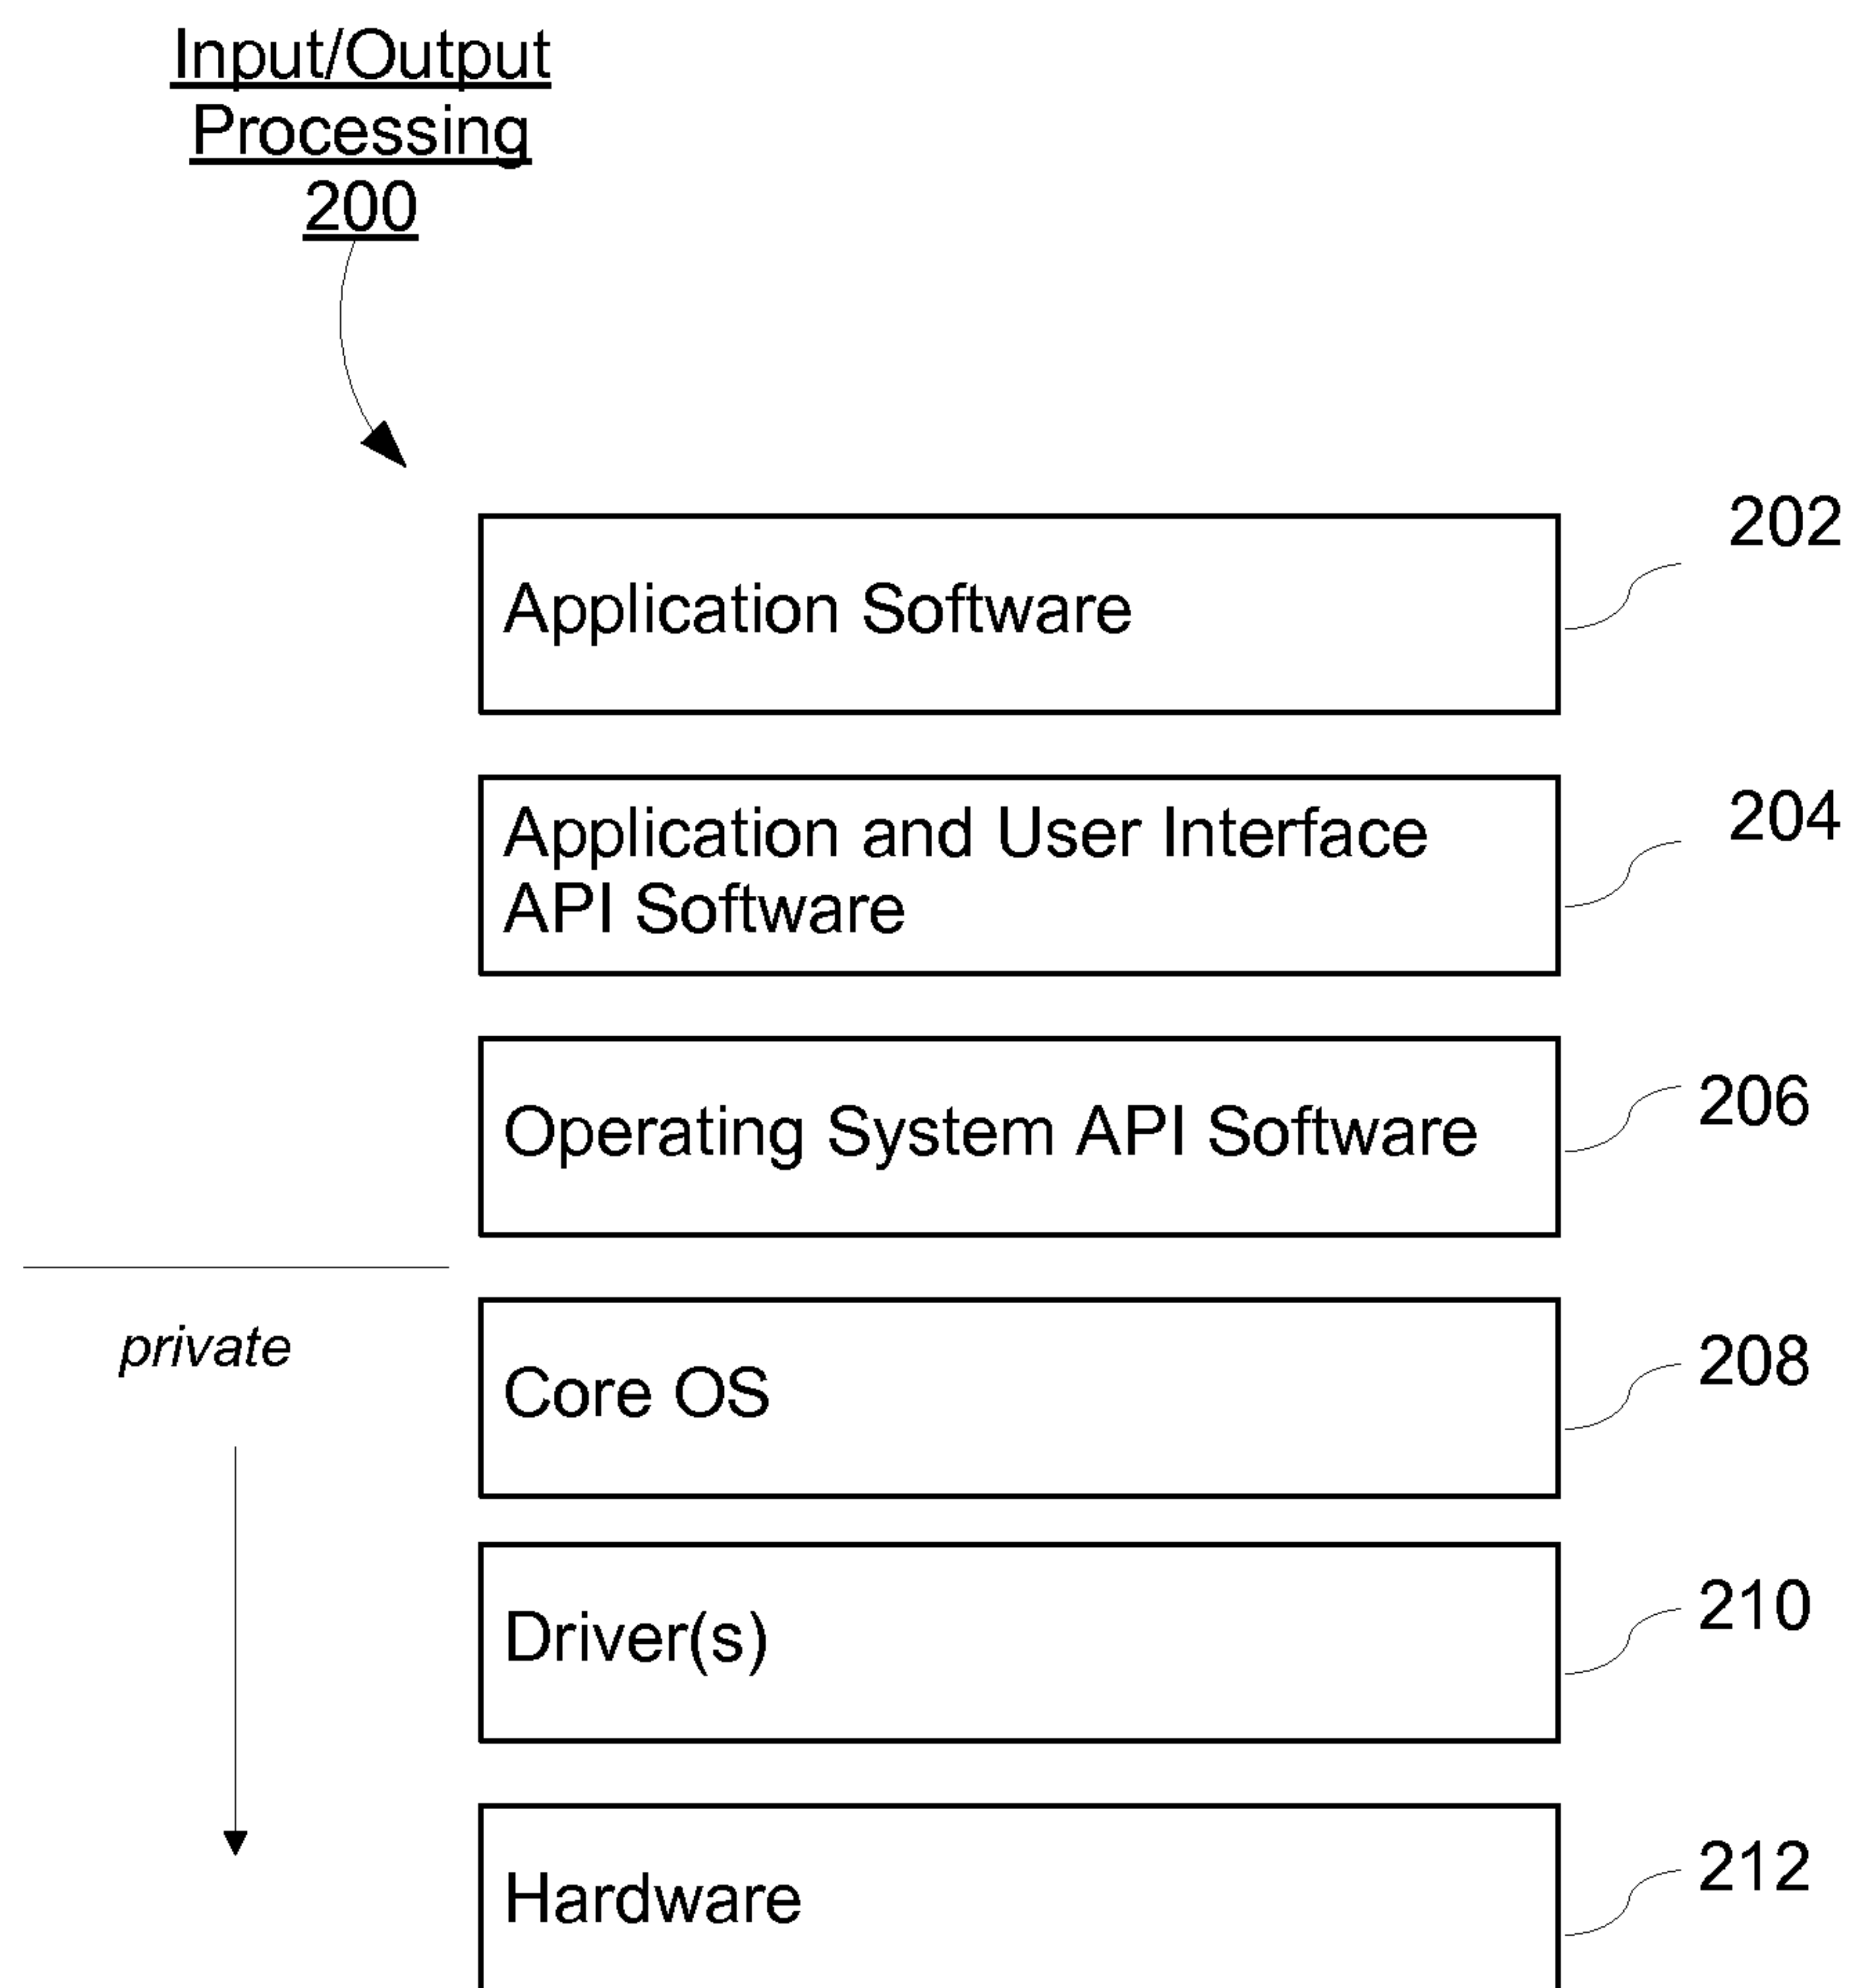 Input/Output
Processing
200
202
Application Software
204
Application and User Interface
API Software
206
Operating System API Software
private
208
Core OS
210
Driver(s)
212
Hardware